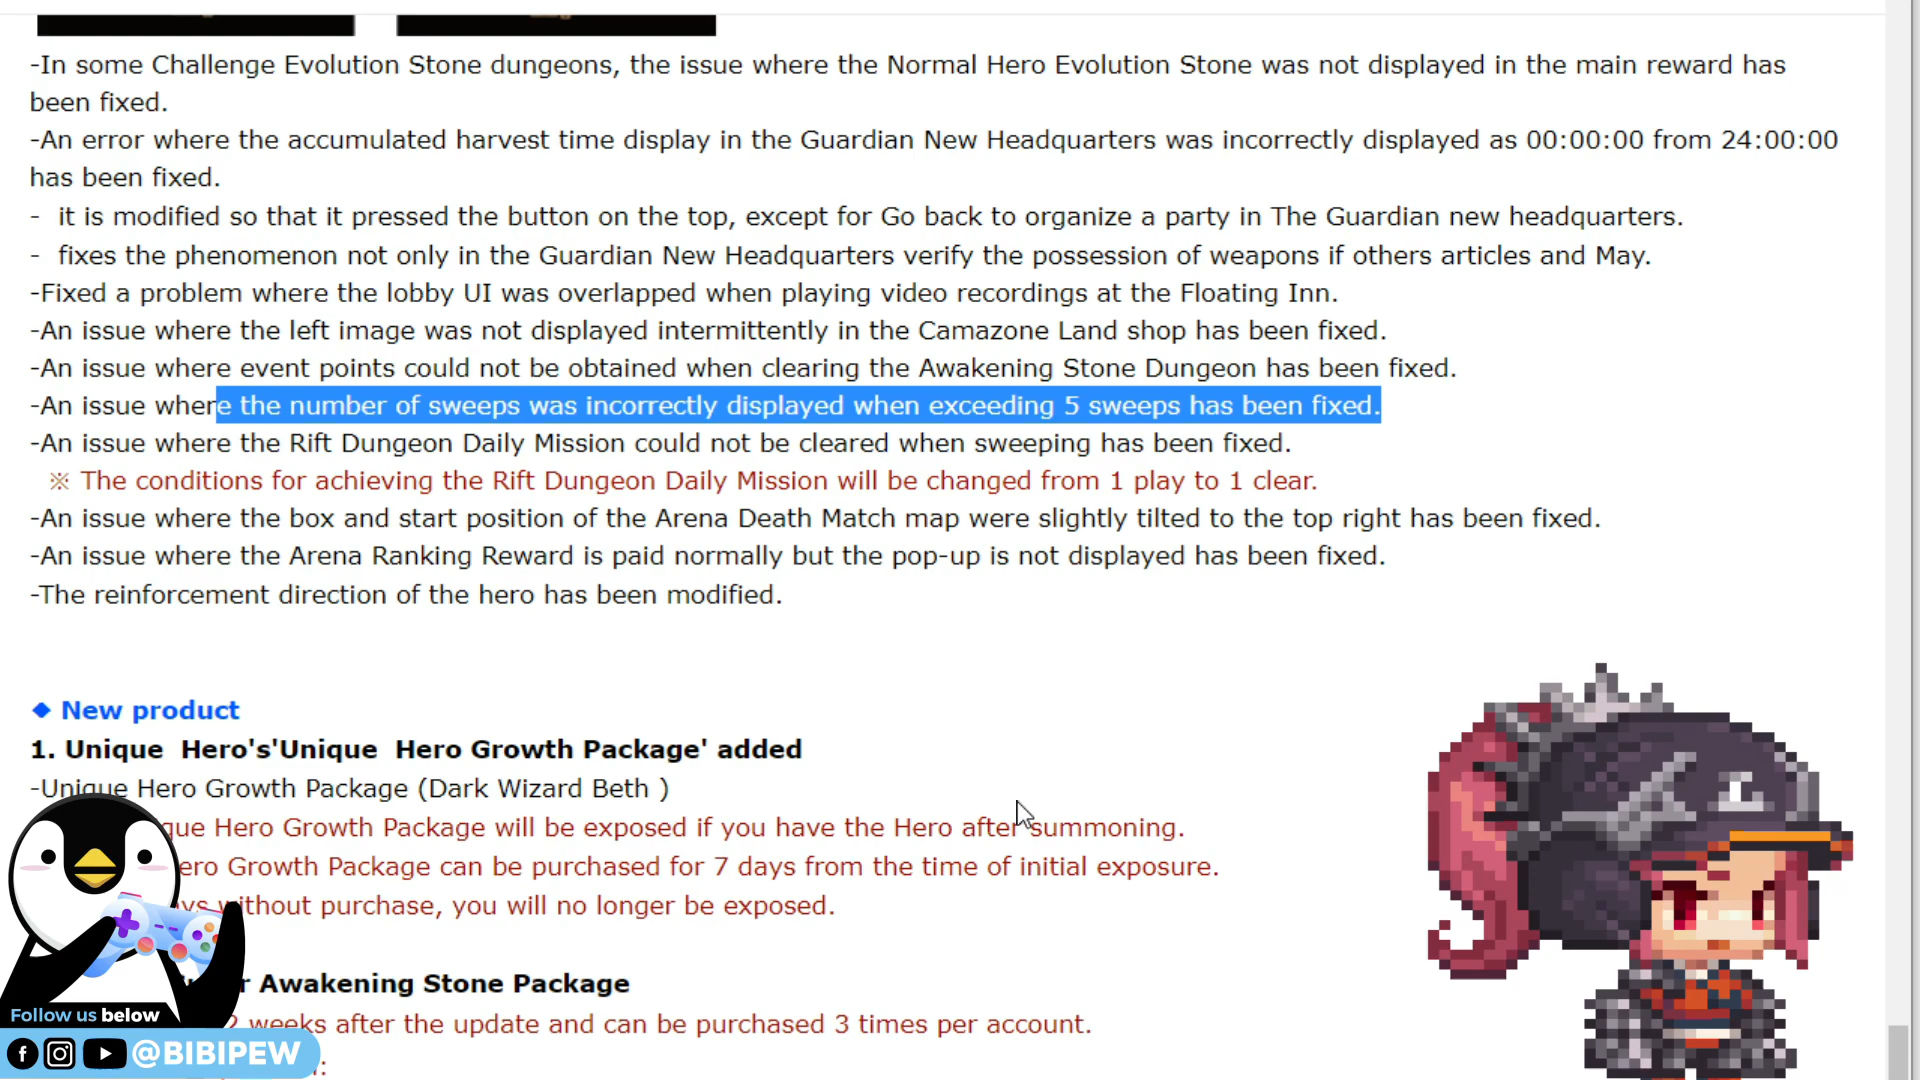 -In some Challenge Evolution Stone dungeons, the issue where the Normal Hero Evolution Stone was not displayed in the main reward has
been fixed.
-An error where the accumulated harvest time display in the Guardian New Headquarters was incorrectly displayed as 00:00:00 from 24:00:00
has been fixed.
- it is modified so that it pressed the button on the top, except for Go back to organize a party in The Guardian new headquarters.
- fixes the phenomenon not only in the Guardian New Headquarters verify the possession of weapons if others articles and May.
-Fixed a problem where the lobby UI was overlapped when playing video recordings at the Floating Inn.
-An issue where the left image was not displayed intermittently in the Camazone Land shop has been fixed.
-An issue where event points could not be obtained when clearing the Awakening Stone Dungeon has been fixed.
-An issue where the number of sweeps was incorrectly displayed when exceeding 5 sweeps has been fixed.
-An issue where the Rift Dungeon Daily Mission could not be cleared when sweeping has been fixed.
※ The conditions for achieving the Rift Dungeon Daily Mission will be changed from 1 play to 1 clear.
-An issue where the box and start position of the Arena Death Match map were slightly tilted to the top right has been fixed.
-An issue where the Arena Ranking Reward is paid normally but the pop-up is not displayed has been fixed.
-The reinforcement direction of the hero has been modified.
◆ New product
1. Unique Hero's'Unique Hero Growth Package' added
-Unique Hero Growth Package (Dark Wizard Beth )
Hero Growth Package will be exposed if you have the Hero after summoning.
Growth Package can be purchased for 7 days from the time of initial exposure.
without purchase, you will no longer be exposed.
Awakening Stone Package
2 weeks after the update and can be purchased 3 times per account.
Follow us below
@BIBIPEW